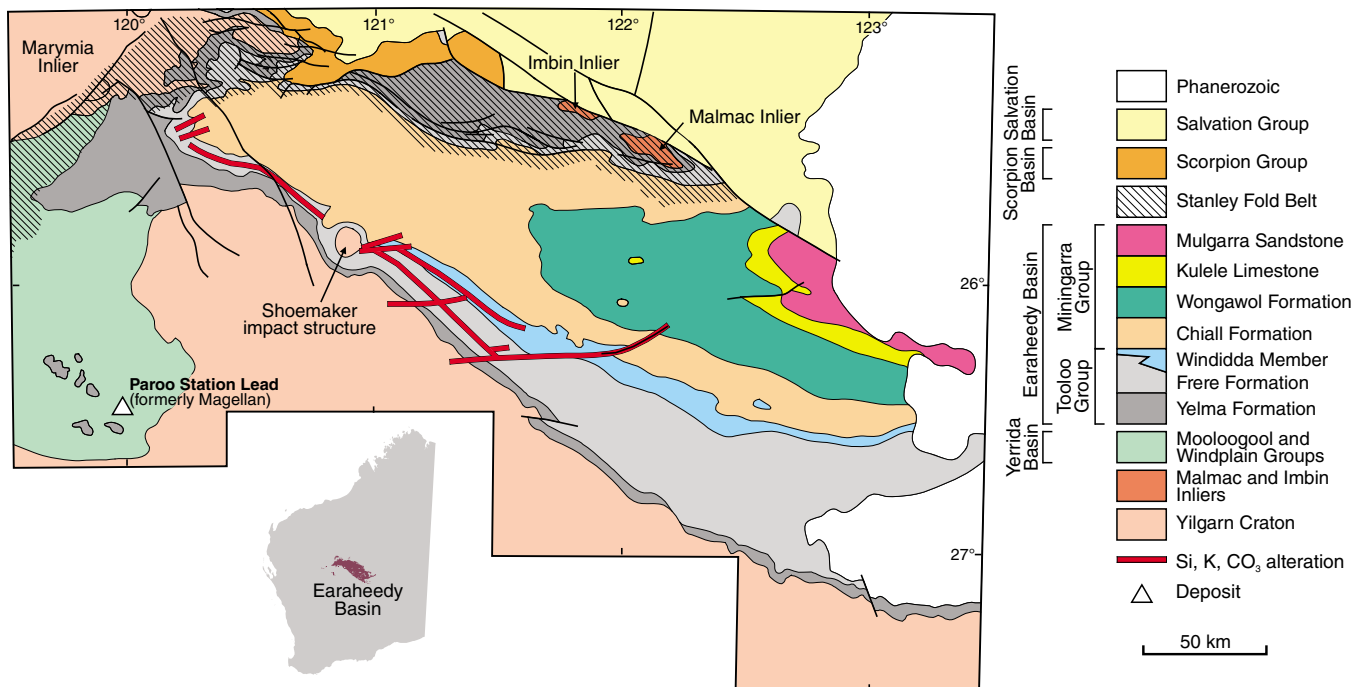 120°
121°
122°
123°
Marymia
Inlier
Imbin Inlier
Malmac Inlier
26°
Shoemaker
impact structure
Paroo Station Lead
(formerly Magellan)
27°
Earaheedy
Basin
Salvation
Basin
Scorpion
Basin
Earaheedy Basin
Miningarra
Group
Tooloo
Group
Yerrida
Basin
Phanerozoic
Salvation Group
Scorpion Group
Stanley Fold Belt
Mulgarra Sandstone
Kulele Limestone
Wongawol Formation
Chiall Formation
Windidda Member
Frere Formation
Yelma Formation
Mooloogool and
Windplain Groups
Malmac and Imbin
Inliers
Yilgarn Craton
Si, K, CO₃ alteration
Deposit
50 km